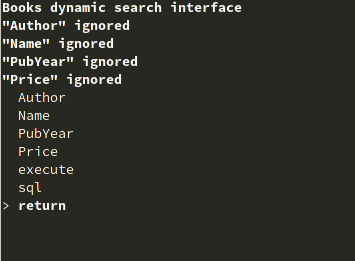 Books dynamic search interface
"Author" ignored
"Name" ignored
"PubYear" ignored
"Price" ignored
Author
Name
PubYear
Price
execute
sql
> return